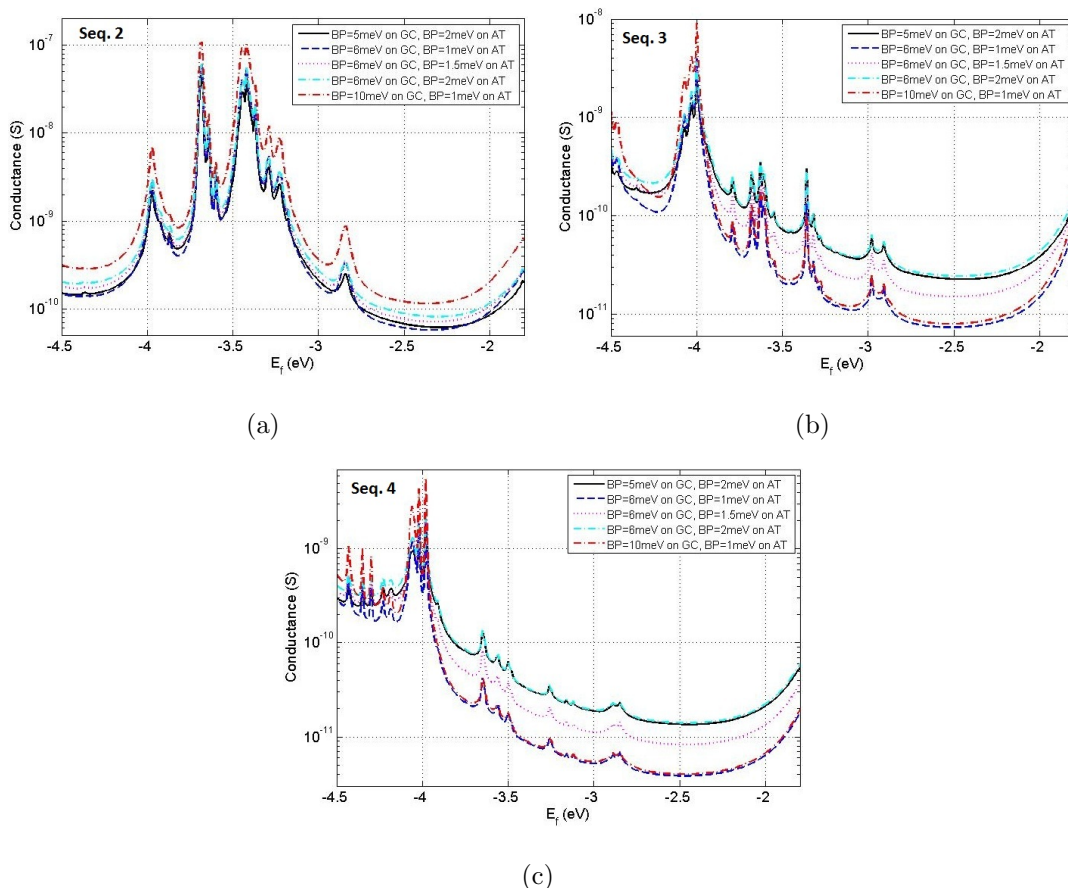 Seq. 2
BP=5meV on GC, BP=2meV on AT
BP=6meV on GC, BP=1meV on AT
BP=6meV on GC, BP=1.5meV on AT
BP=6meV on GC, BP=2meV on AT
BP=10meV on GC, BP=1meV on AT
10^-7
10^-8
10^-9
10^-10
Conductance (S)
-4.5 -4 -3.5 -3 -2.5 -2
E_f (eV)
(a)
Seq. 3
BP=5meV on GC, BP=2meV on AT
BP=6meV on GC, BP=1meV on AT
BP=6meV on GC, BP=1.5meV on AT
BP=6meV on GC, BP=2meV on AT
BP=10meV on GC, BP=1meV on AT
10^-8
10^-9
10^-10
10^-11
Conductance (S)
-4.5 -4 -3.5 -3 -2.5 -2
E_f (eV)
(b)
Seq. 4
BP=5meV on GC, BP=2meV on AT
BP=6meV on GC, BP=1meV on AT
BP=6meV on GC, BP=1.5meV on AT
BP=6meV on GC, BP=2meV on AT
BP=10meV on GC, BP=1meV on AT
10^-9
10^-10
10^-11
Conductance (S)
-4.5 -4 -3.5 -3 -2.5 -2
E_f (eV)
(c)